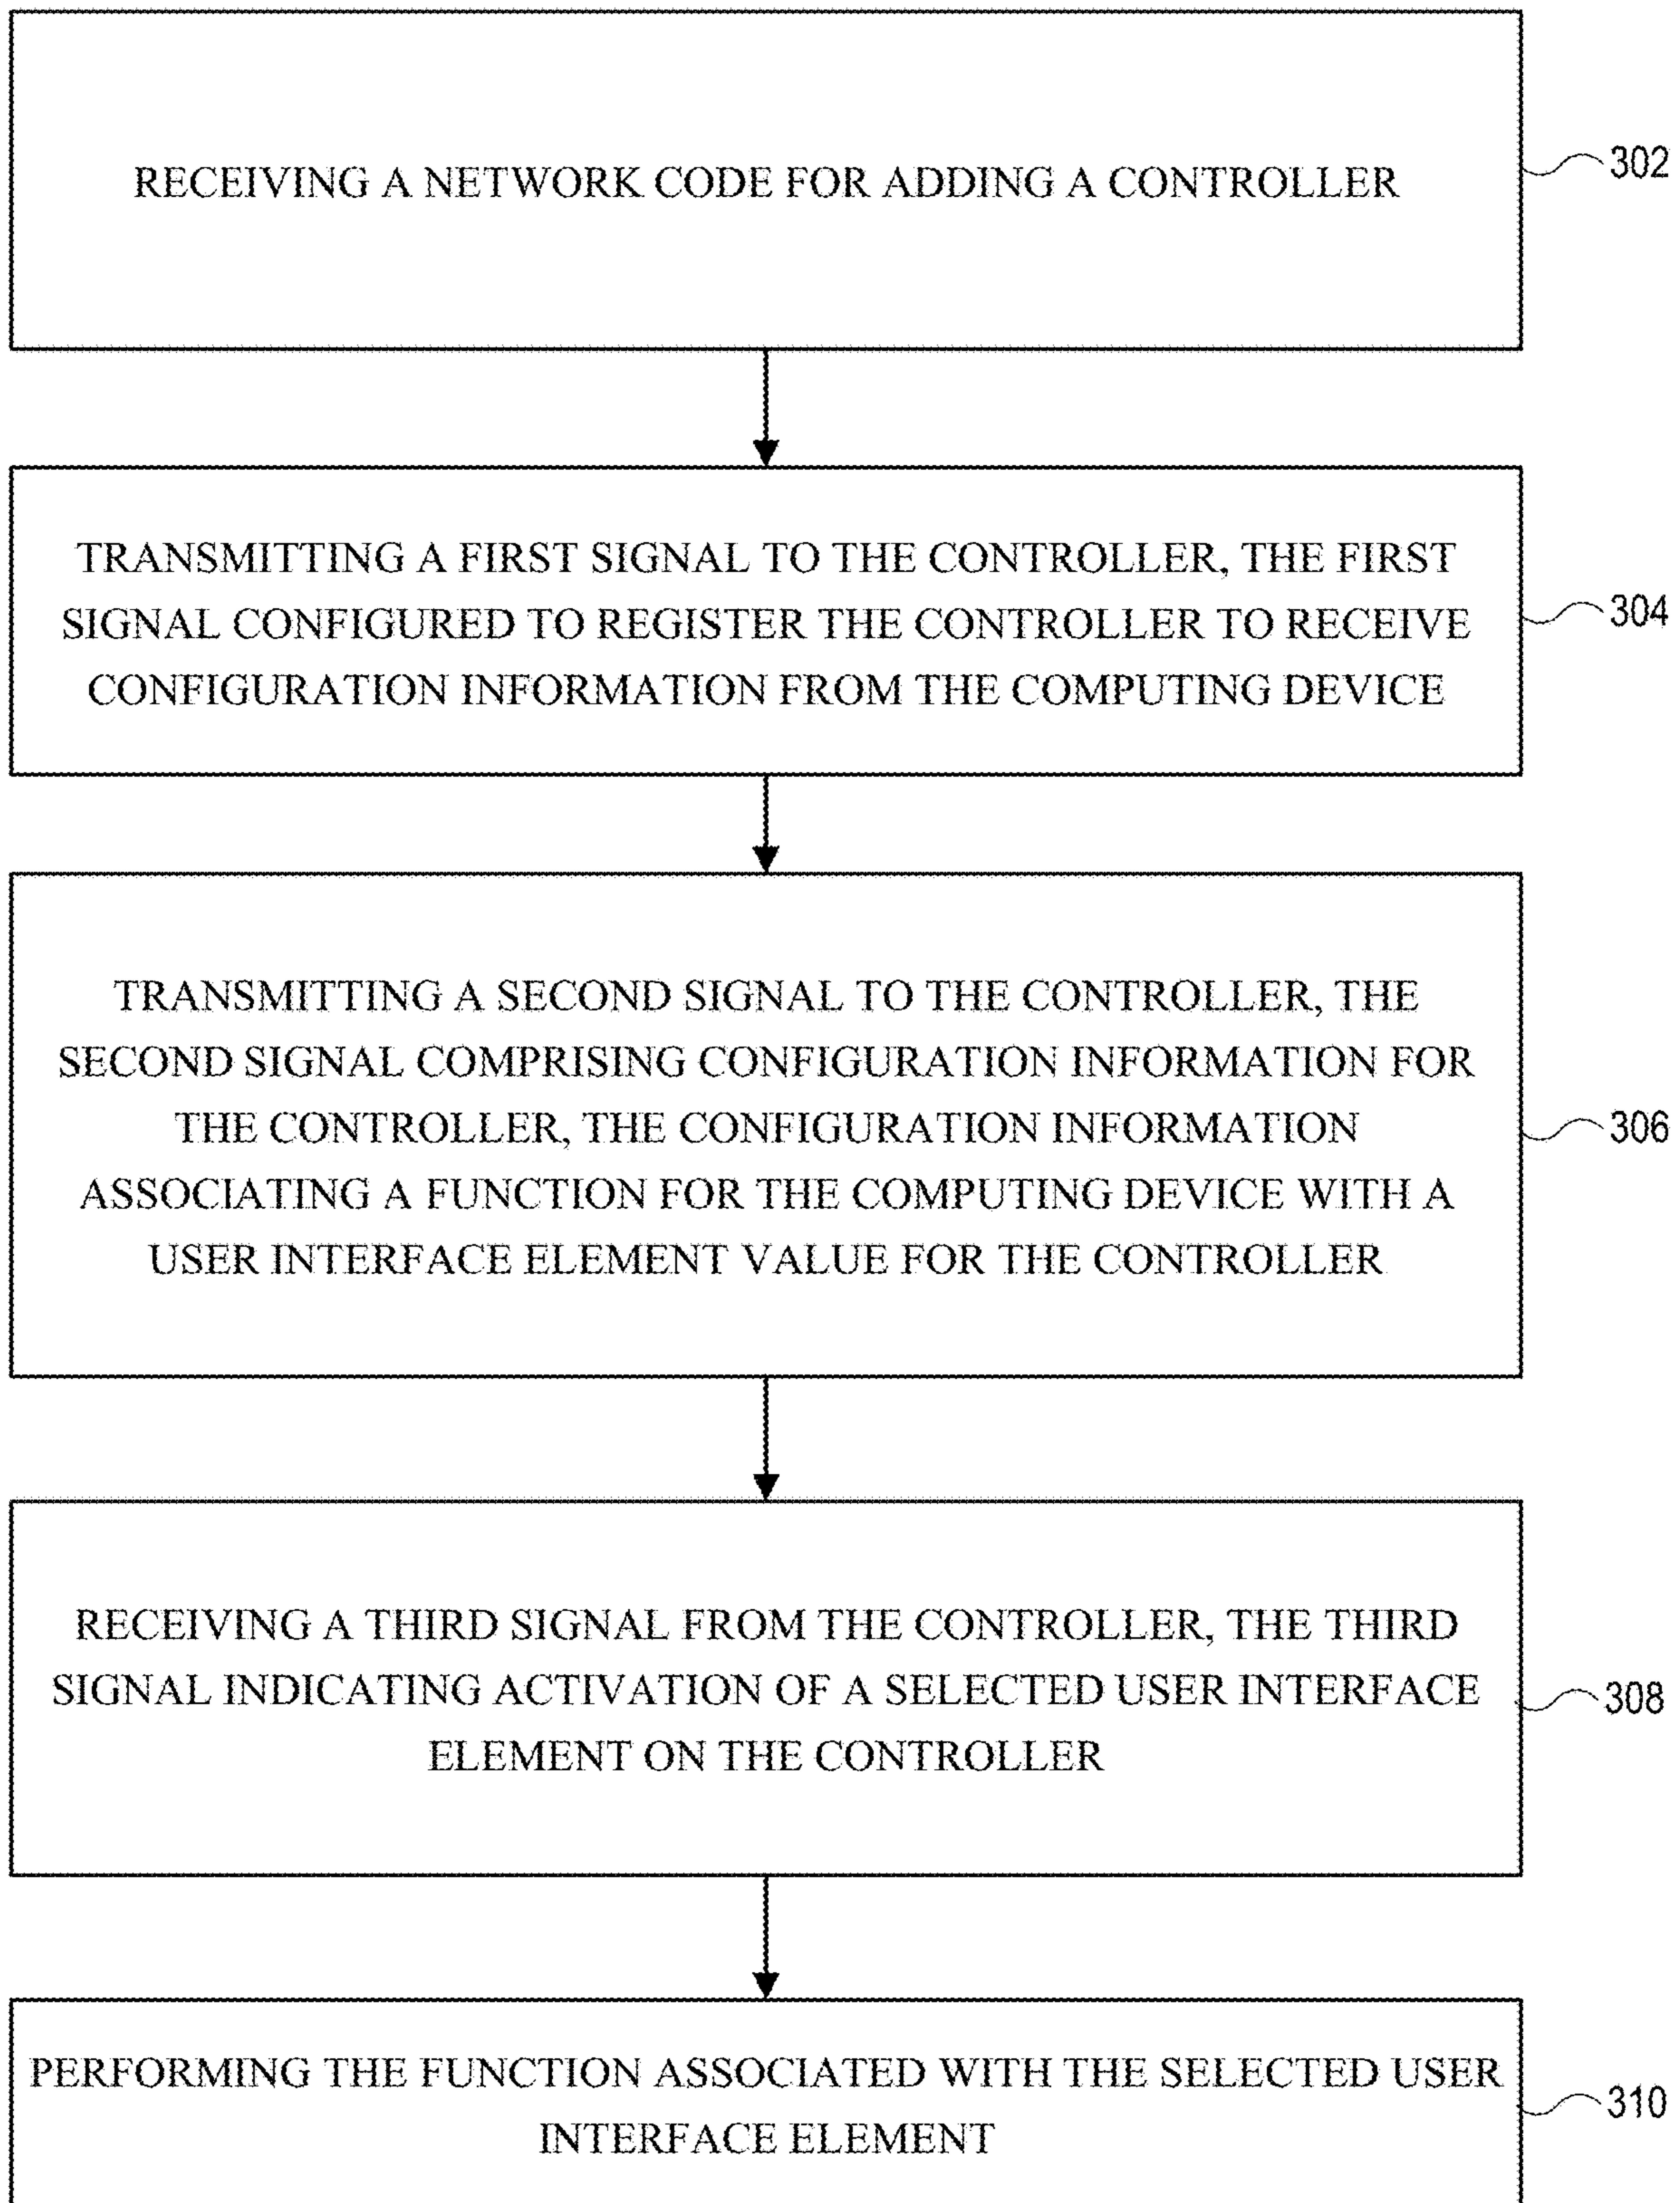 RECEIVING A NETWORK CODE FOR ADDING A CONTROLLER
302
TRANSMITTING A FIRST SIGNAL TO THE CONTROLLER, THE FIRST
SIGNAL CONFIGURED TO REGISTER THE CONTROLLER TO RECEIVE
CONFIGURATION INFORMATION FROM THE COMPUTING DEVICE
304
TRANSMITTING A SECOND SIGNAL TO THE CONTROLLER, THE
SECOND SIGNAL COMPRISING CONFIGURATION INFORMATION FOR
THE CONTROLLER, THE CONFIGURATION INFORMATION
ASSOCIATING A FUNCTION FOR THE COMPUTING DEVICE WITH A
USER INTERFACE ELEMENT VALUE FOR THE CONTROLLER
306
RECEIVING A THIRD SIGNAL FROM THE CONTROLLER, THE THIRD
SIGNAL INDICATING ACTIVATION OF A SELECTED USER INTERFACE
ELEMENT ON THE CONTROLLER
308
PERFORMING THE FUNCTION ASSOCIATED WITH THE SELECTED USER
INTERFACE ELEMENT
310